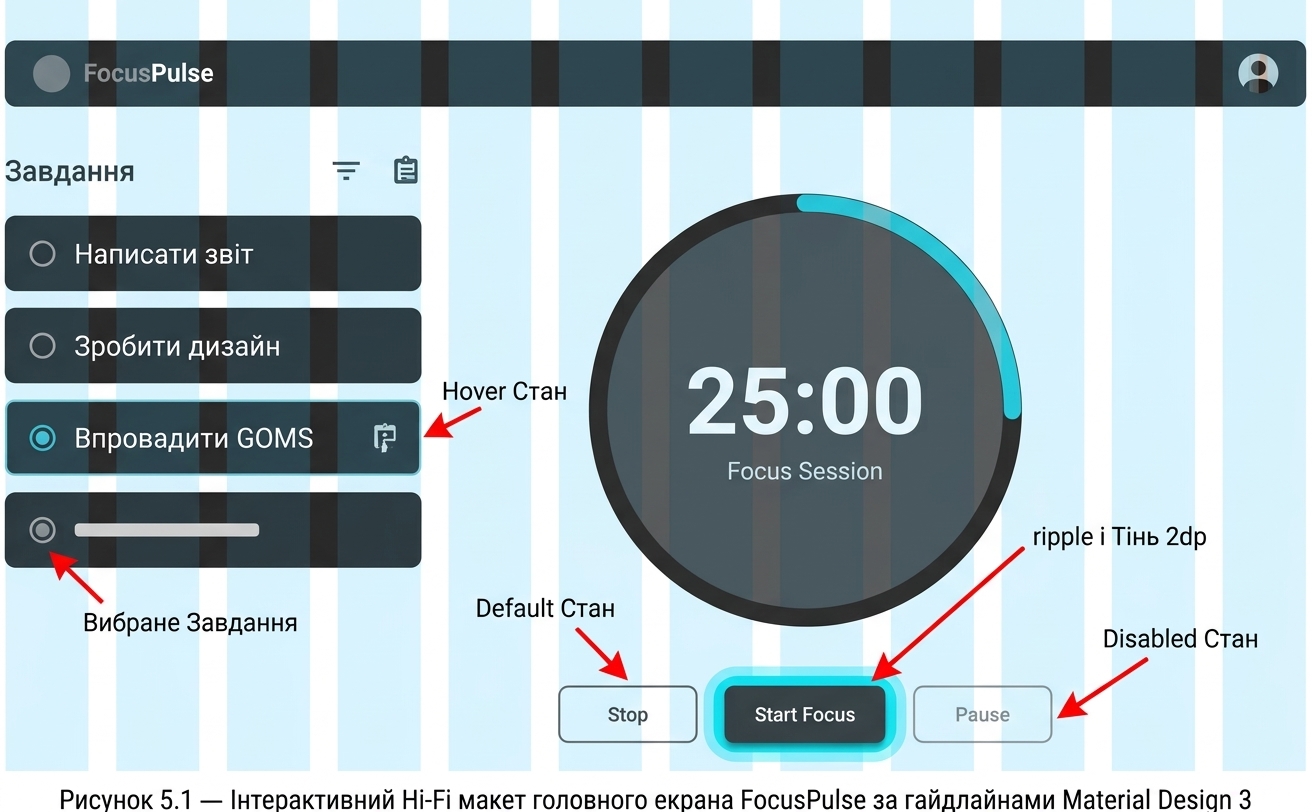 FocusPulse
Завдання
Написати звіт
Зробити дизайн
Hover Стан
Впровадити GOMS
25:00
Focus Session
ripple і Тінь 2dp
Вибране Завдання
Default Стан
Disabled Стан
Stop
Start Focus
Pause
Рисунок 5.1 — Інтерактивний Hi-Fi макет головного екрана FocusPulse за гайдлайнами Material Design 3